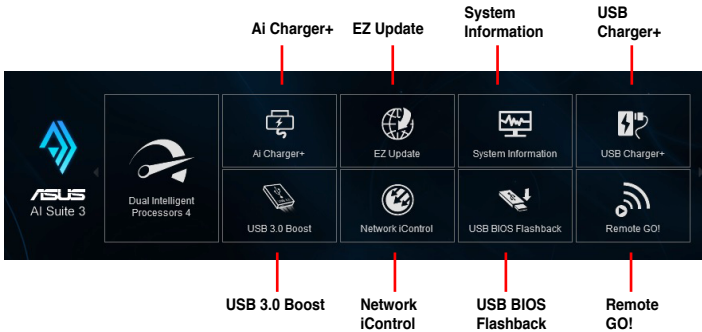 Ai Charger+
EZ Update
System
Information
USB
Charger+
ASUS
AI Suite 3
Dual Intelligent
Processors 4
Ai Charger+
EZ Update
System Information
USB Charger+
USB 3.0 Boost
Network iControl
USB BIOS Flashback
Remote GO!
USB 3.0 Boost
Network
iControl
USB BIOS
Flashback
Remote
GO!